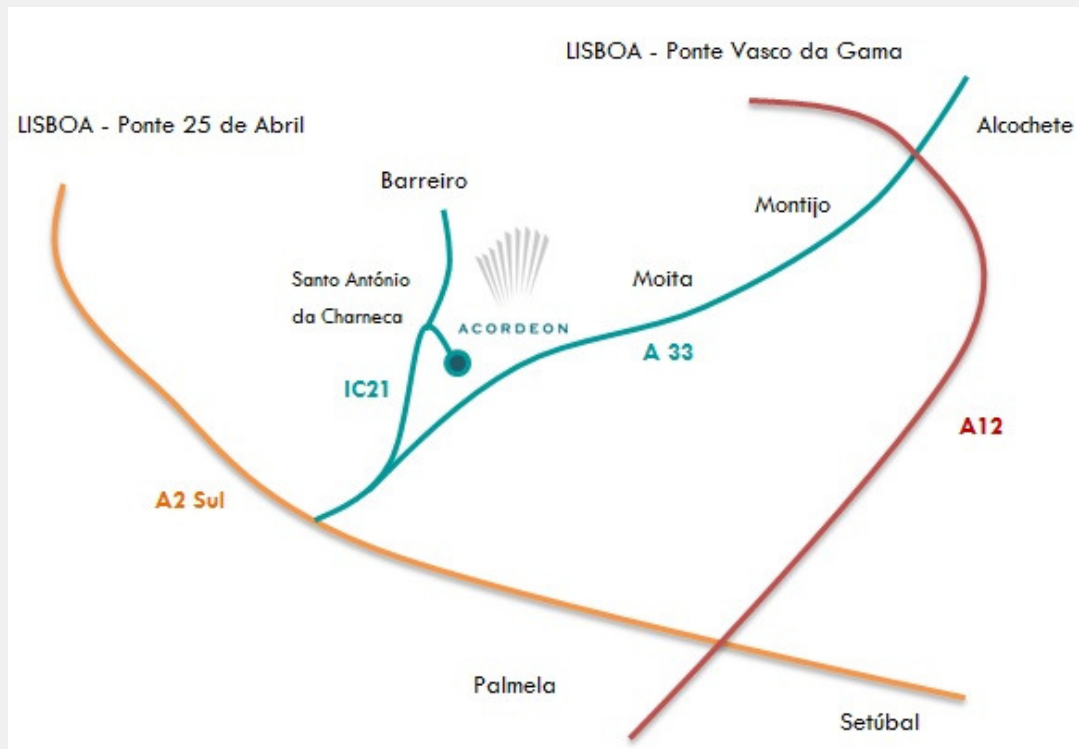 LISBOA - Ponte Vasco da Gama
LISBOA - Ponte 25 de Abril
Alcochete
Barreiro
Montijo
Santo António
da Charneca
Moita
ACORDEON
A 33
IC21
A12
A2 Sul
Palmela
Setúbal